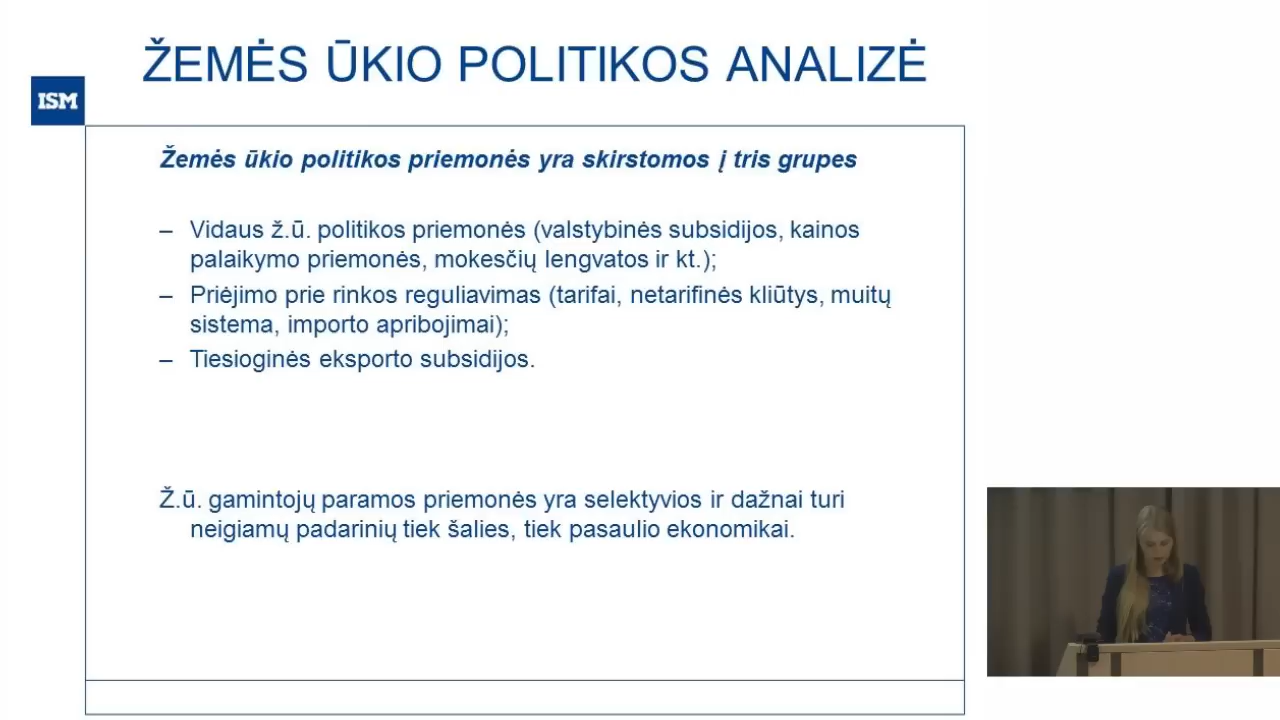 ŽEMĖS ŪKIO POLITIKOS ANALIZĖ
ISM
Žemės ūkio politikos priemonės yra skirstomos į tris grupes
– Vidaus ž.ū. politikos priemonės (valstybinės subsidijos, kainos
palaikymo priemonės, mokesčių lengvatos ir kt.);
– Priėjimo prie rinkos reguliavimas (tarifai, netarifinės kliūtys, muitų
sistema, importo apribojimai);
– Tiesioginės eksporto subsidijos.
Ž.ū. gamintojų paramos priemonės yra selektyvios ir dažnai turi
neigiamų padarinių tiek šalies, tiek pasaulio ekonomikai.